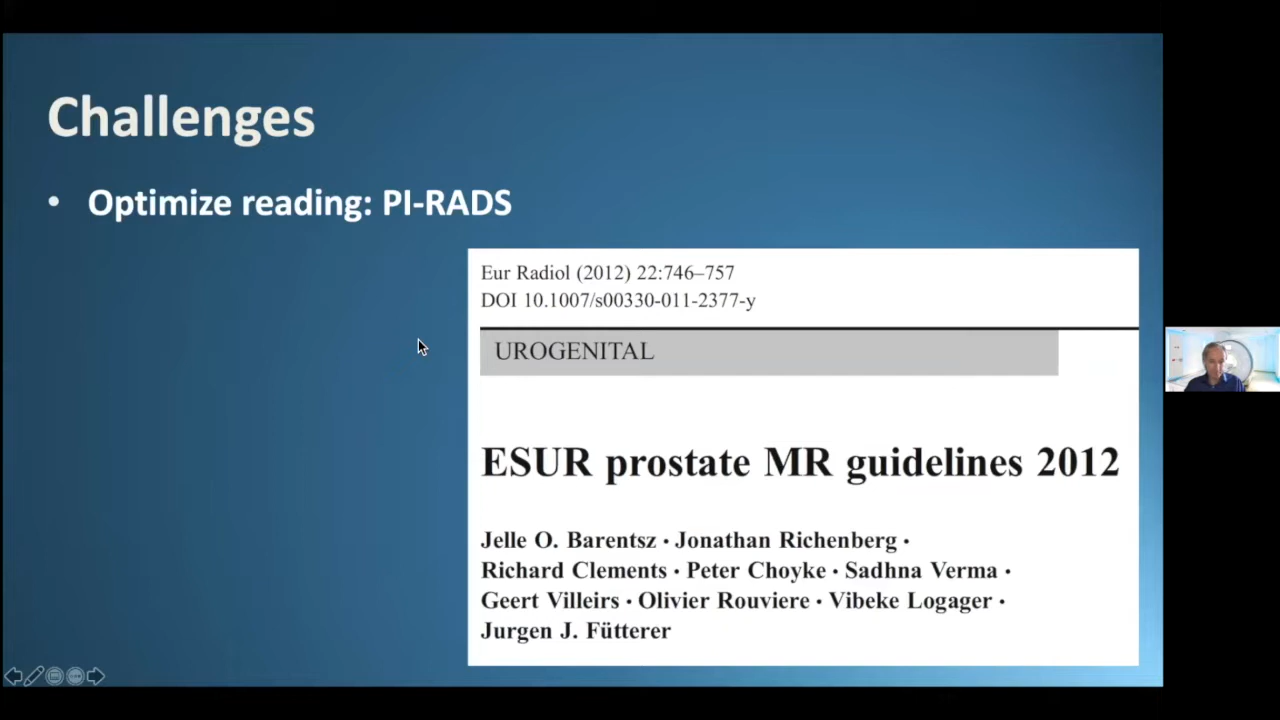 Challenges
• Optimize reading: PI-RADS
Eur Radiol (2012) 22:746–757
DOI 10.1007/s00330-011-2377-y
UROGENITAL
ESUR prostate MR guidelines 2012
Jelle O. Barentsz · Jonathan Richenberg ·
Richard Clements · Peter Choyke · Sadhna Verma ·
Geert Villeirs · Olivier Rouviere · Vibeke Logager ·
Jurgen J. Fütterer